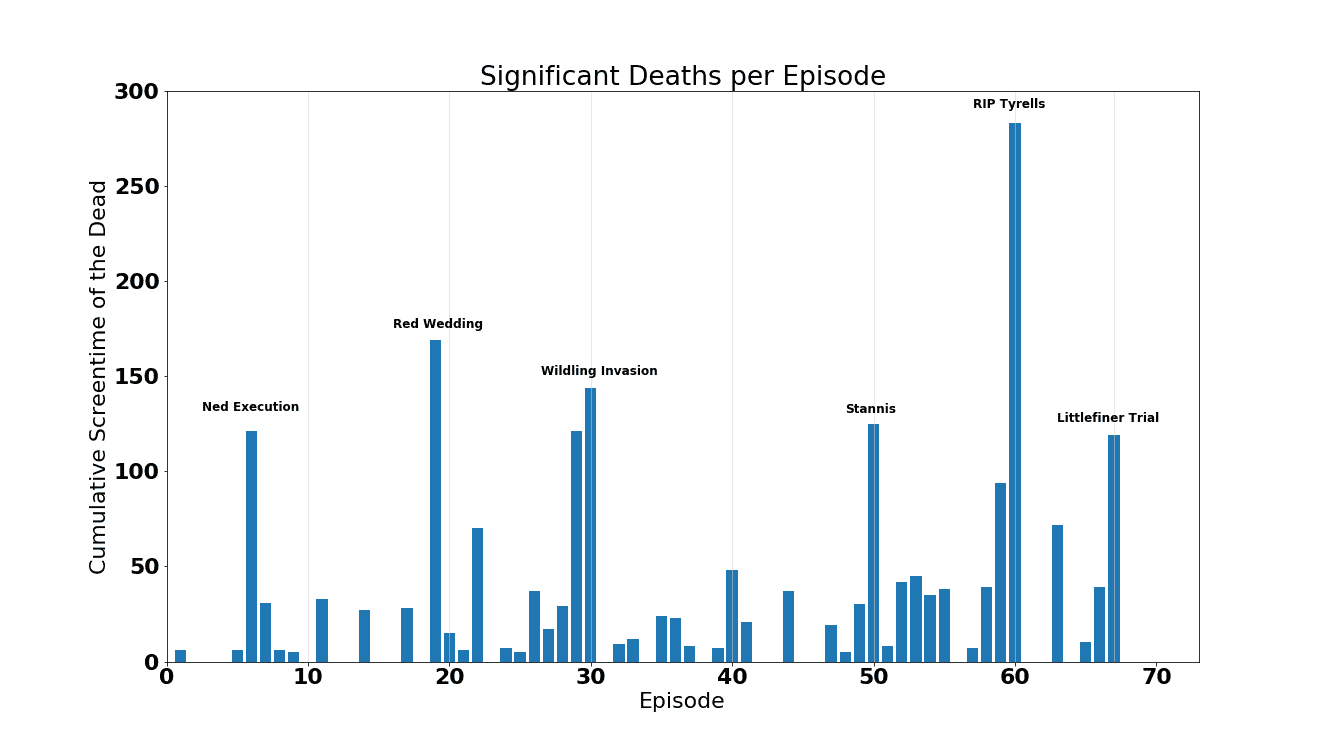 Significant Deaths per Episode
Cumulative Screentime of the Dead
300
250
200
150
100
50
0
RIP Tyrells
Red Wedding
Wildling Invasion
Ned Execution
Stannis
Littlefiner Trial
0 10 20 30 40 50 60 70
Episode